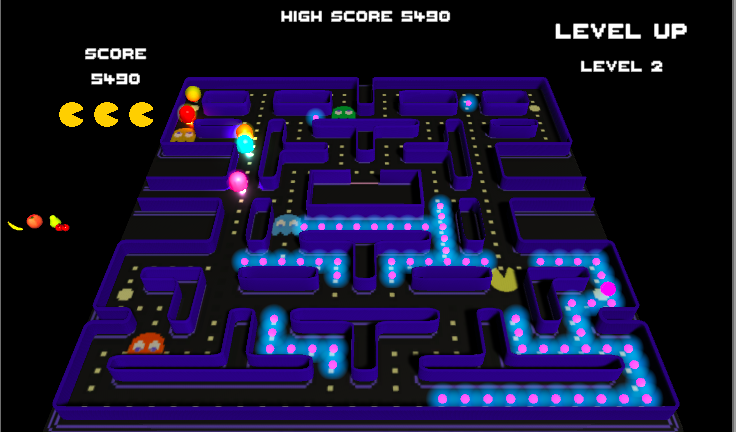 HIGH SCORE 5490
LEVEL UP
SCORE
LEVEL 2
5490